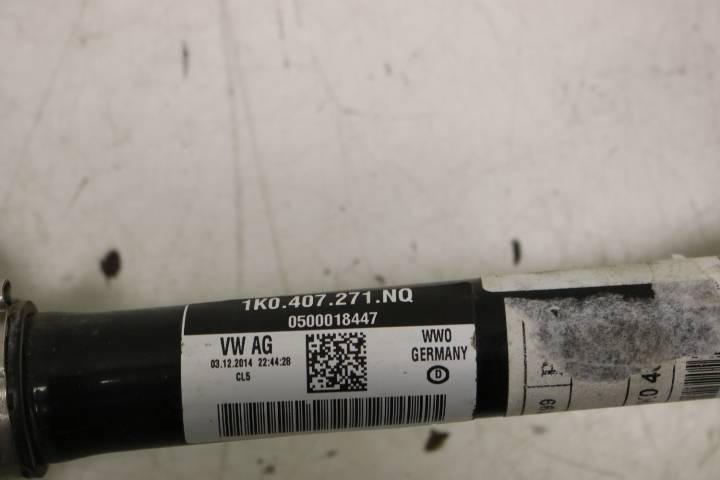 1K0.407.271.NQ
0500018447
VW AG
03.12.2014 22:44:28
CL5
WWO
GERMANY
D